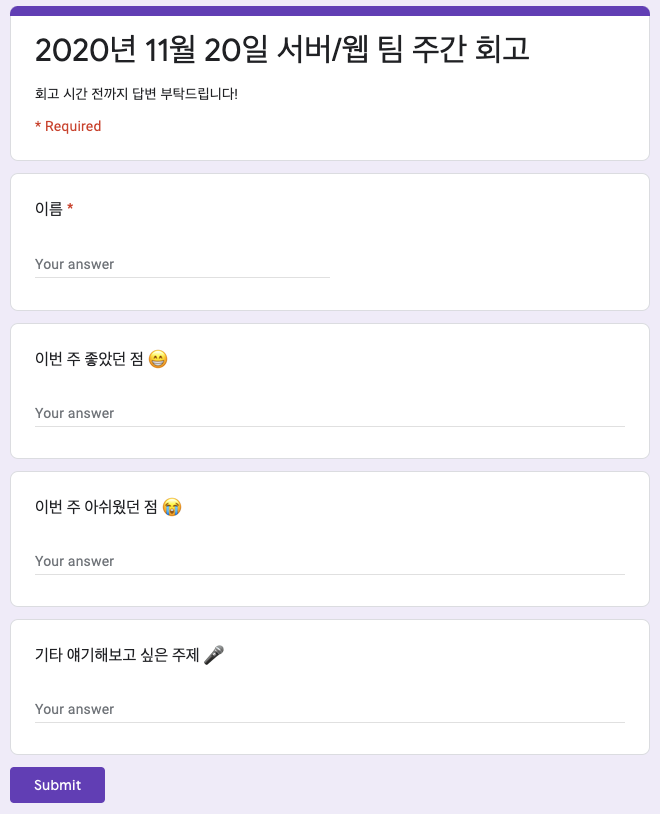 2020년 11월 20일 서버/웹 팀 주간 회고
회고 시간 전까지 답변 부탁드립니다!
* Required
이름 *
Your answer
이번 주 좋았던 점 😁
Your answer
이번 주 아쉬웠던 점 😭
Your answer
기타 얘기해보고 싶은 주제 🎤
Your answer
Submit